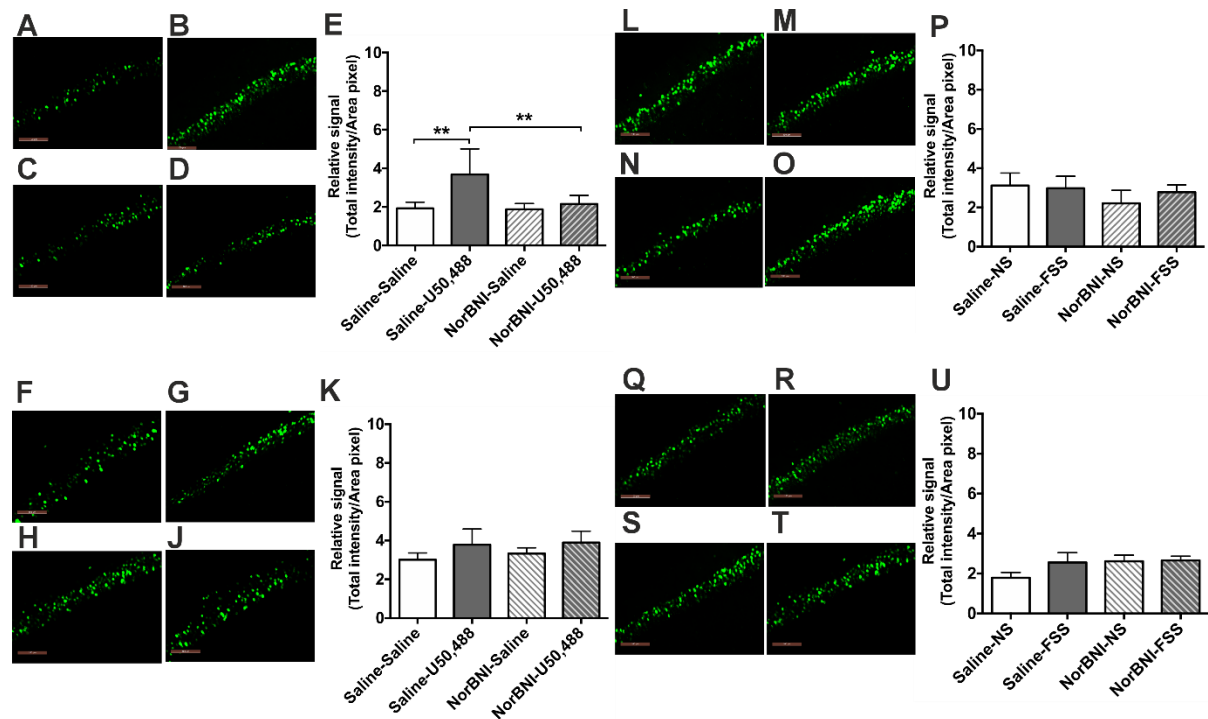 A
B
C
D
E
Relative signal
(Total intensity/Area pixel)
10
8
6
4
2
0
**
**
Saline-Saline
Saline-U50,488
NorBNI-Saline
NorBNI-U50,488
L
M
N
O
P
Relative signal
(Total intensity/Area pixel)
10
8
6
4
2
0
Saline-NS
Saline-FSS
NorBNI-NS
NorBNI-FSS
F
G
H
J
K
Relative signal
(Total intensity/Area pixel)
10
8
6
4
2
0
Saline-Saline
Saline-U50,488
NorBNI-Saline
NorBNI-U50,488
Q
R
S
T
U
Relative signal
(Total intensity/Area pixel)
10
8
6
4
2
0
Saline-NS
Saline-FSS
NorBNI-NS
NorBNI-FSS